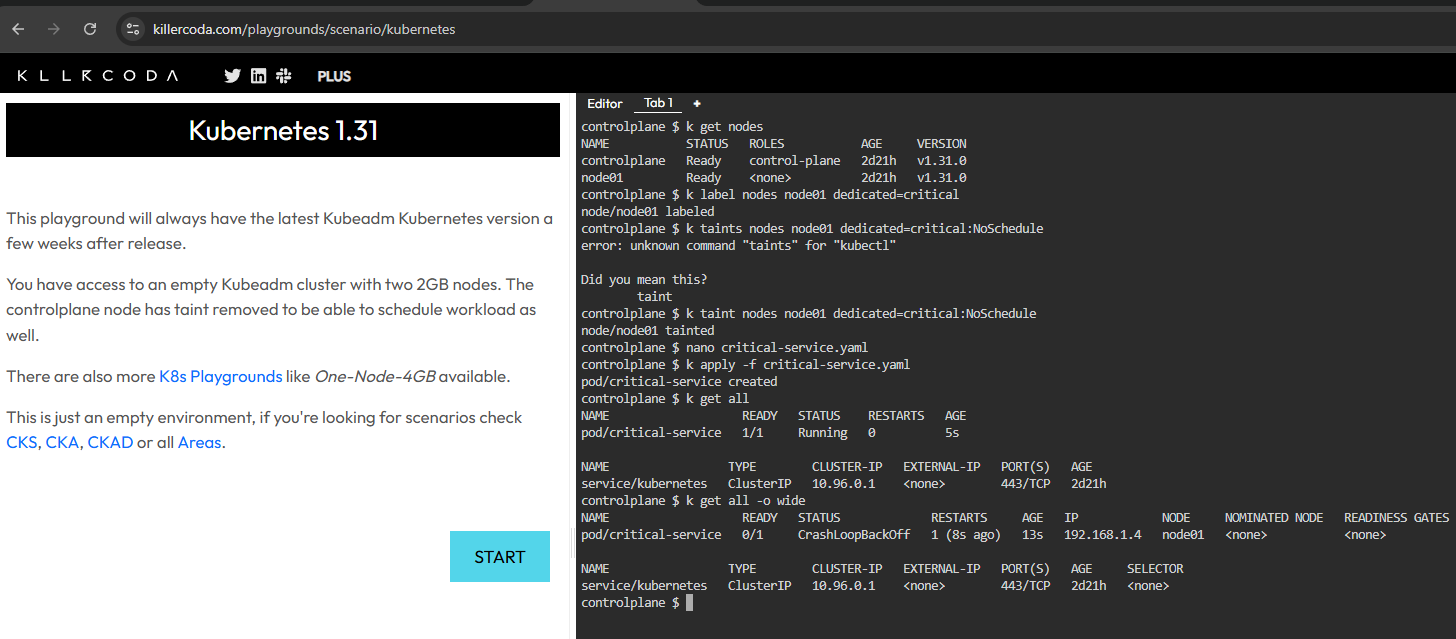 killercoda.com/playgrounds/scenario/kubernetes
KLLRCODA PLUS
Kubernetes 1.31
This playground will always have the latest Kubeadm Kubernetes version a
few weeks after release.
You have access to an empty Kubeadm cluster with two 2GB nodes. The
controlplane node has taint removed to be able to schedule workload as
well.
There are also more K8s Playgrounds like One-Node-4GB available.
This is just an empty environment, if you're looking for scenarios check
CKS, CKA, CKAD or all Areas.
START
Editor Tab 1 +
controlplane $ k get nodes
NAME STATUS ROLES AGE VERSION
controlplane Ready control-plane 2d21h v1.31.0
node01 Ready <none> 2d21h v1.31.0
controlplane $ k label nodes node01 dedicated=critical
node/node01 labeled
controlplane $ k taints nodes node01 dedicated=critical:NoSchedule
error: unknown command "taints" for "kubectl"
Did you mean this?
taint
controlplane $ k taint nodes node01 dedicated=critical:NoSchedule
node/node01 tainted
controlplane $ nano critical-service.yaml
controlplane $ k apply -f critical-service.yaml
pod/critical-service created
controlplane $ k get all
NAME READY STATUS RESTARTS AGE
pod/critical-service 1/1 Running 0 5s
NAME TYPE CLUSTER-IP EXTERNAL-IP PORT(S) AGE
service/kubernetes ClusterIP 10.96.0.1 <none> 443/TCP 2d21h
controlplane $ k get all -o wide
NAME READY STATUS RESTARTS AGE IP NODE NOMINATED NODE READINESS GATES
pod/critical-service 0/1 CrashLoopBackOff 1 (8s ago) 13s 192.168.1.4 node01 <none> <none>
NAME TYPE CLUSTER-IP EXTERNAL-IP PORT(S) AGE SELECTOR
service/kubernetes ClusterIP 10.96.0.1 <none> 443/TCP 2d21h <none>
controlplane $